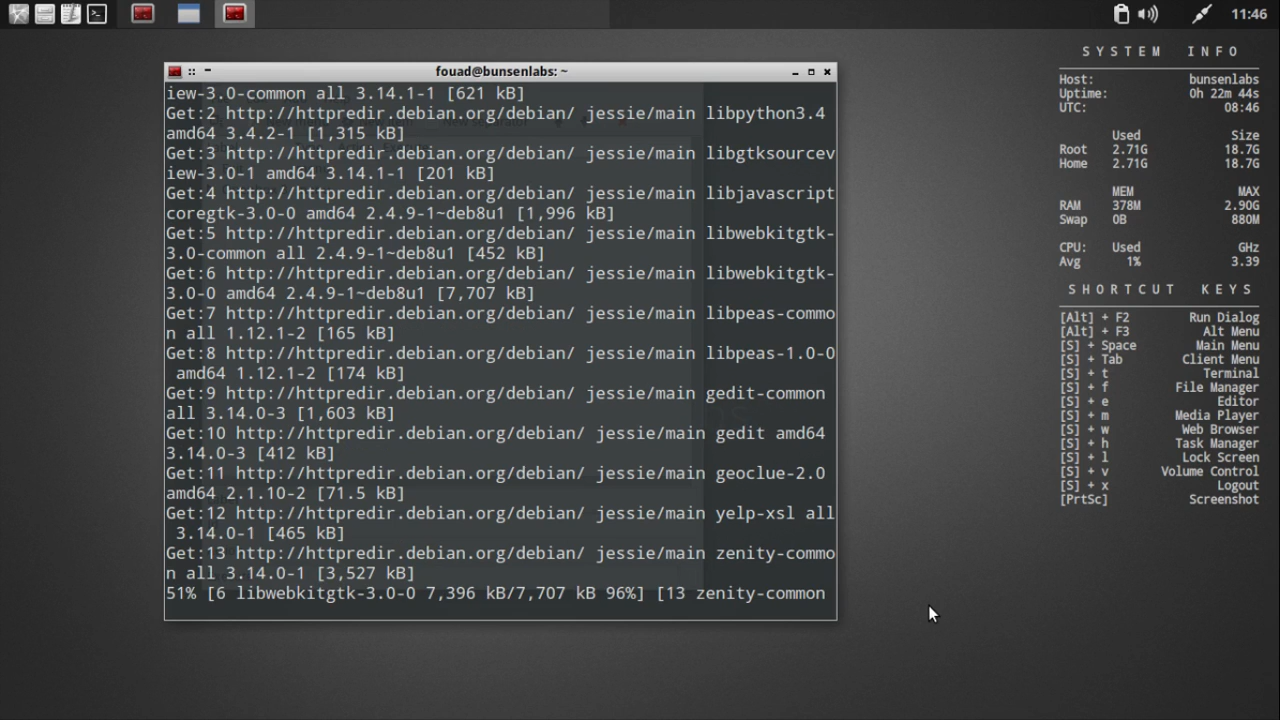 11:46
fouad@bunsenlabs: ~
iew-3.0-common all 3.14.1-1 [621 kB]
Get:2 http://httpredir.debian.org/debian/ jessie/main libpython3.4
amd64 3.4.2-1 [1,315 kB]
Get:3 http://httpredir.debian.org/debian/ jessie/main libgtksourcev
iew-3.0-1 amd64 3.14.1-1 [201 kB]
Get:4 http://httpredir.debian.org/debian/ jessie/main libjavascript
coregtk-3.0-0 amd64 2.4.9-1~deb8u1 [1,996 kB]
Get:5 http://httpredir.debian.org/debian/ jessie/main libwebkitgtk-
3.0-common all 2.4.9-1~deb8u1 [452 kB]
Get:6 http://httpredir.debian.org/debian/ jessie/main libwebkitgtk-
3.0-0 amd64 2.4.9-1~deb8u1 [7,707 kB]
Get:7 http://httpredir.debian.org/debian/ jessie/main libpeas-commo
n all 1.12.1-2 [165 kB]
Get:8 http://httpredir.debian.org/debian/ jessie/main libpeas-1.0-0
amd64 1.12.1-2 [174 kB]
Get:9 http://httpredir.debian.org/debian/ jessie/main gedit-common
all 3.14.0-3 [1,603 kB]
Get:10 http://httpredir.debian.org/debian/ jessie/main gedit amd64
3.14.0-3 [412 kB]
Get:11 http://httpredir.debian.org/debian/ jessie/main geoclue-2.0
amd64 2.1.10-2 [71.5 kB]
Get:12 http://httpredir.debian.org/debian/ jessie/main yelp-xsl all
3.14.0-1 [465 kB]
Get:13 http://httpredir.debian.org/debian/ jessie/main zenity-commo
n all 3.14.0-1 [3,527 kB]
51% [6 libwebkitgtk-3.0-0 7,396 kB/7,707 kB 96%] [13 zenity-common
SYSTEM INFO
Host: bunsenlabs
Uptime: 0h 22m 44s
UTC: 08:46
Used Size
Root 2.71G 18.7G
Home 2.71G 18.7G
MEM MAX
RAM 378M 2.90G
Swap 0B 880M
CPU: Used GHz
Avg 1% 3.39
SHORTCUT KEYS
[Alt] + F2 Run Dialog
[Alt] + F3 Alt Menu
[S] + Space Main Menu
[S] + Tab Client Menu
[S] + t Terminal
[S] + f File Manager
[S] + e Editor
[S] + m Media Player
[S] + w Web Browser
[S] + h Task Manager
[S] + l Lock Screen
[S] + v Volume Control
[S] + x Logout
[PrtSc] Screenshot